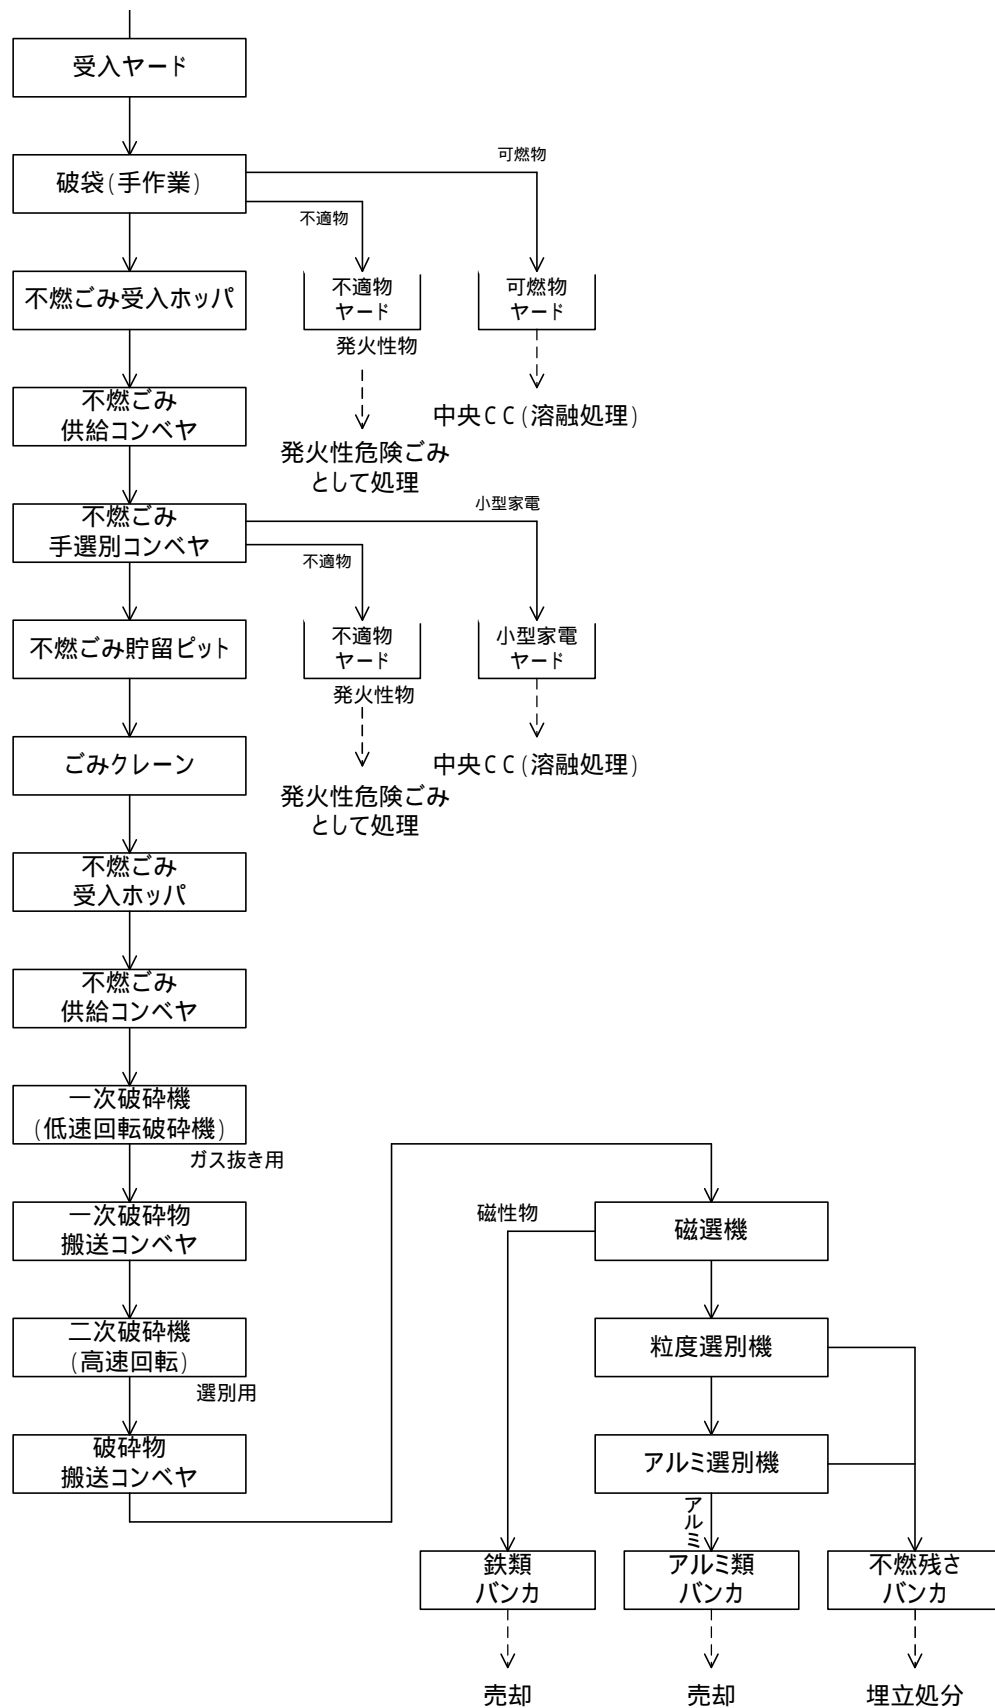 受入ヤード
破袋(手作業)
可燃物
不適物
不燃ごみ受入ホッパ
不適物
ヤード
発火性物
可燃物
ヤード
不燃ごみ
供給コンベヤ
中央CC(溶融処理)
発火性危険ごみ
として処理
不燃ごみ
手選別コンベヤ
小型家電
不適物
不燃ごみ貯留ピット
不適物
ヤード
発火性物
小型家電
ヤード
ごみクレーン
中央CC(溶融処理)
発火性危険ごみ
として処理
不燃ごみ
受入ホッパ
不燃ごみ
供給コンベヤ
一次破砕機
(低速回転破砕機)
ガス抜き用
一次破砕物
搬送コンベヤ
二次破砕機
(高速回転)
選別用
破砕物
搬送コンベヤ
磁選機
磁性物
粒度選別機
アルミ選別機
アルミ
鉄類
バンカ
アルミ類
バンカ
不燃残さ
バンカ
売却
売却
埋立処分